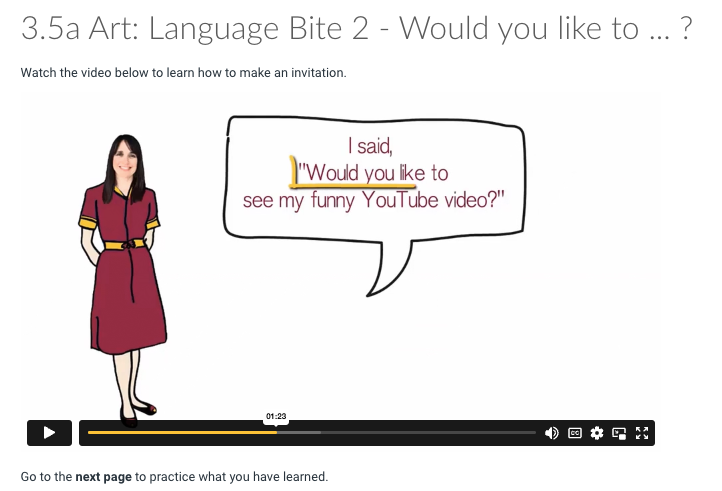 3.5a Art: Language Bite 2 - Would you like to ... ?
Watch the video below to learn how to make an invitation.
I said,
"Would you like to
see my funny YouTube video?"
01:23
CC
Go to the next page to practice what you have learned.